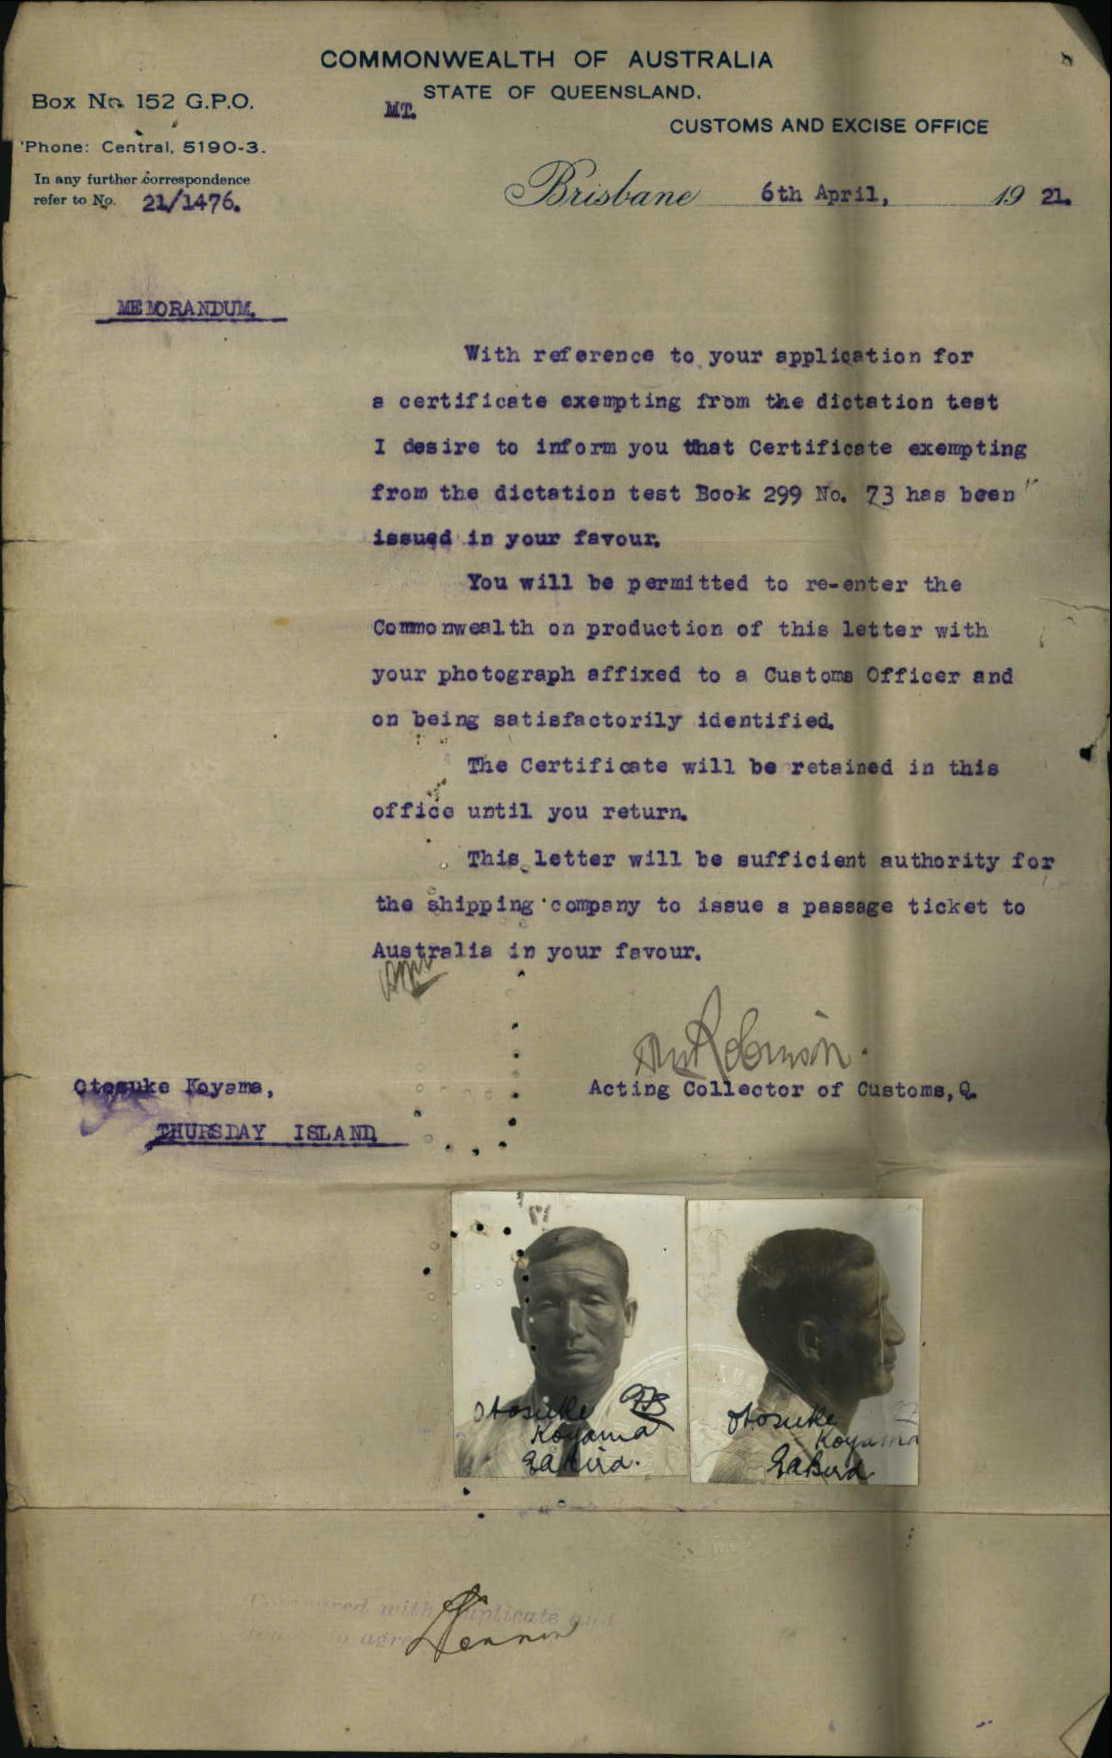 COMMONWEALTH OF AUSTRALIA
STATE OF QUEENSLAND.
MT.
CUSTOMS AND EXCISE OFFICE
Box No. 152 G.P.O.
'Phone: Central, 5190-3.
In any further correspondence
refer to No. 21/1476.
Brisbane 6th April, 19 21.
MEMORANDUM.
With reference to your application for
a certificate exempting from the dictation test
I desire to inform you that Certificate exempting
from the dictation test Book 299 No. 73 has been
issued in your favour.
You will be permitted to re-enter the
Commonwealth on production of this letter with
your photograph affixed to a Customs Officer and
on being satisfactorily identified.
The Certificate will be retained in this
office until you return.
This letter will be sufficient authority for
the shipping company to issue a passage ticket to
Australia in your favour.
Robinson
Acting Collector of Customs, Q.
Otosuke Koyama,
THURSDAY ISLAND
Otosuke
Koyama
Otosuke
Koyama
with duplicate and